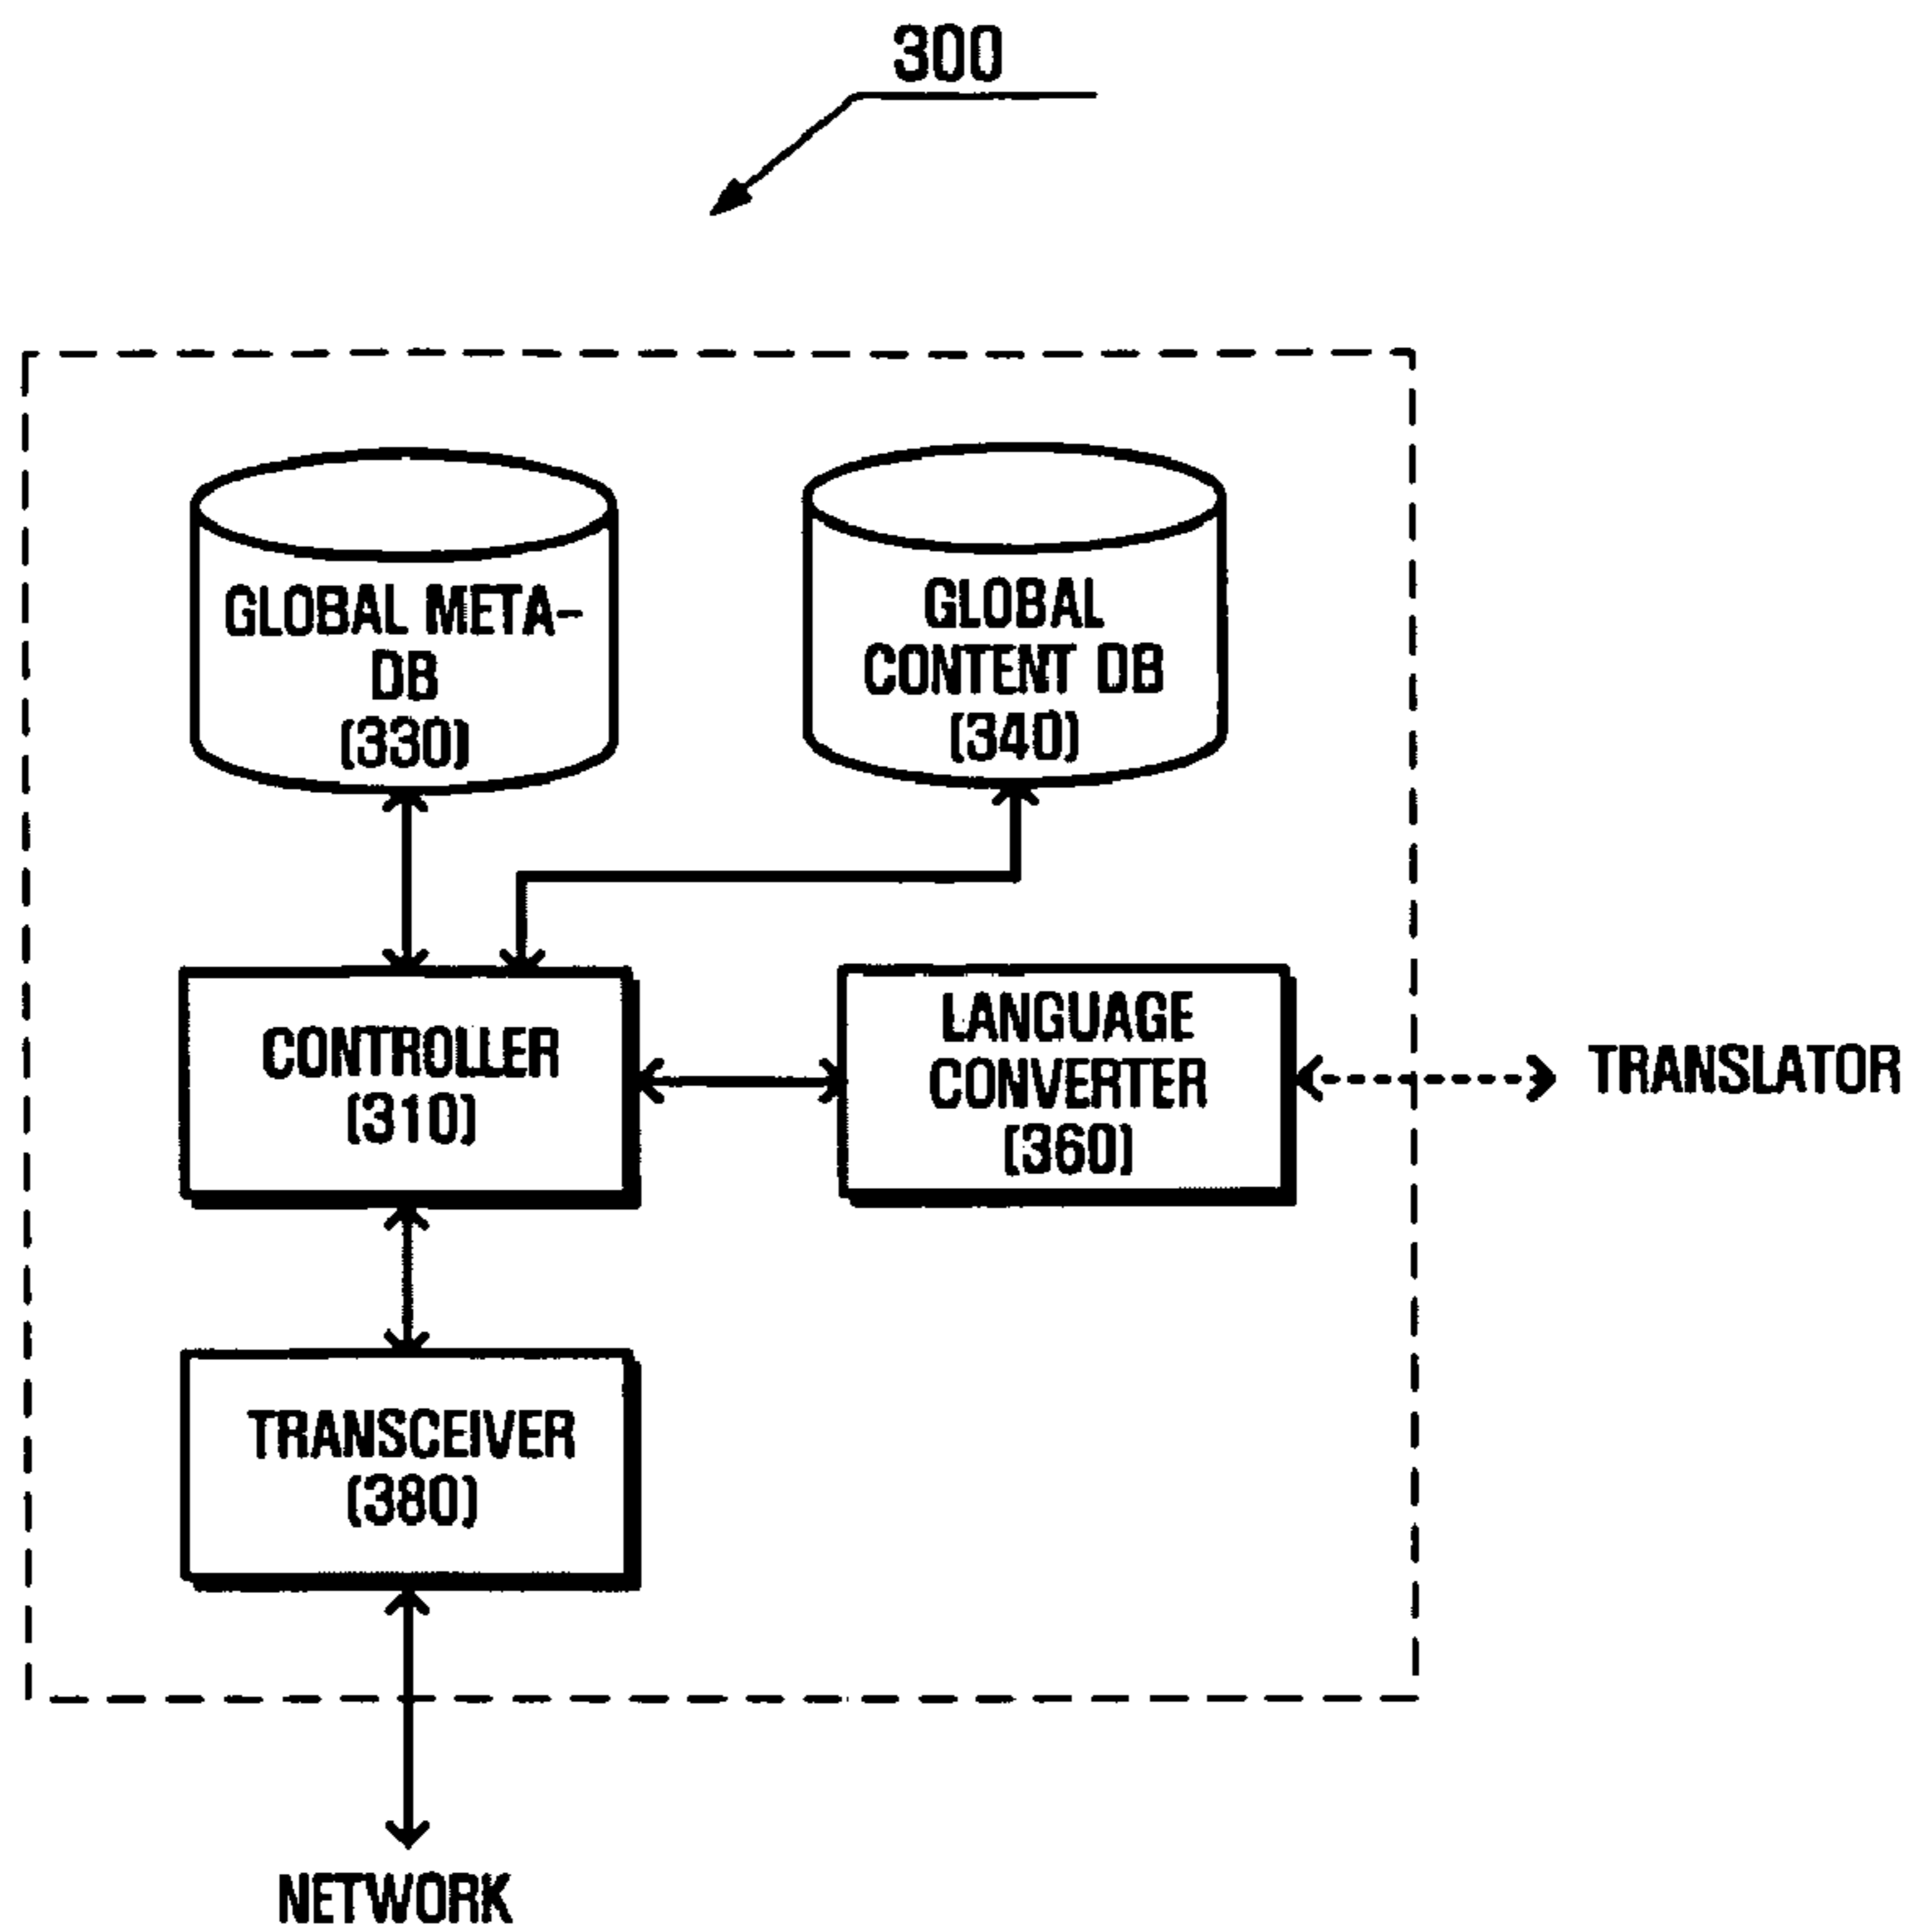 300
GLOBAL META-
DB
(330)
GLOBAL
CONTENT DB
(340)
CONTROLLER
(310)
LANGUAGE
CONVERTER
(360)
TRANSLATOR
TRANSCEIVER
(380)
NETWORK